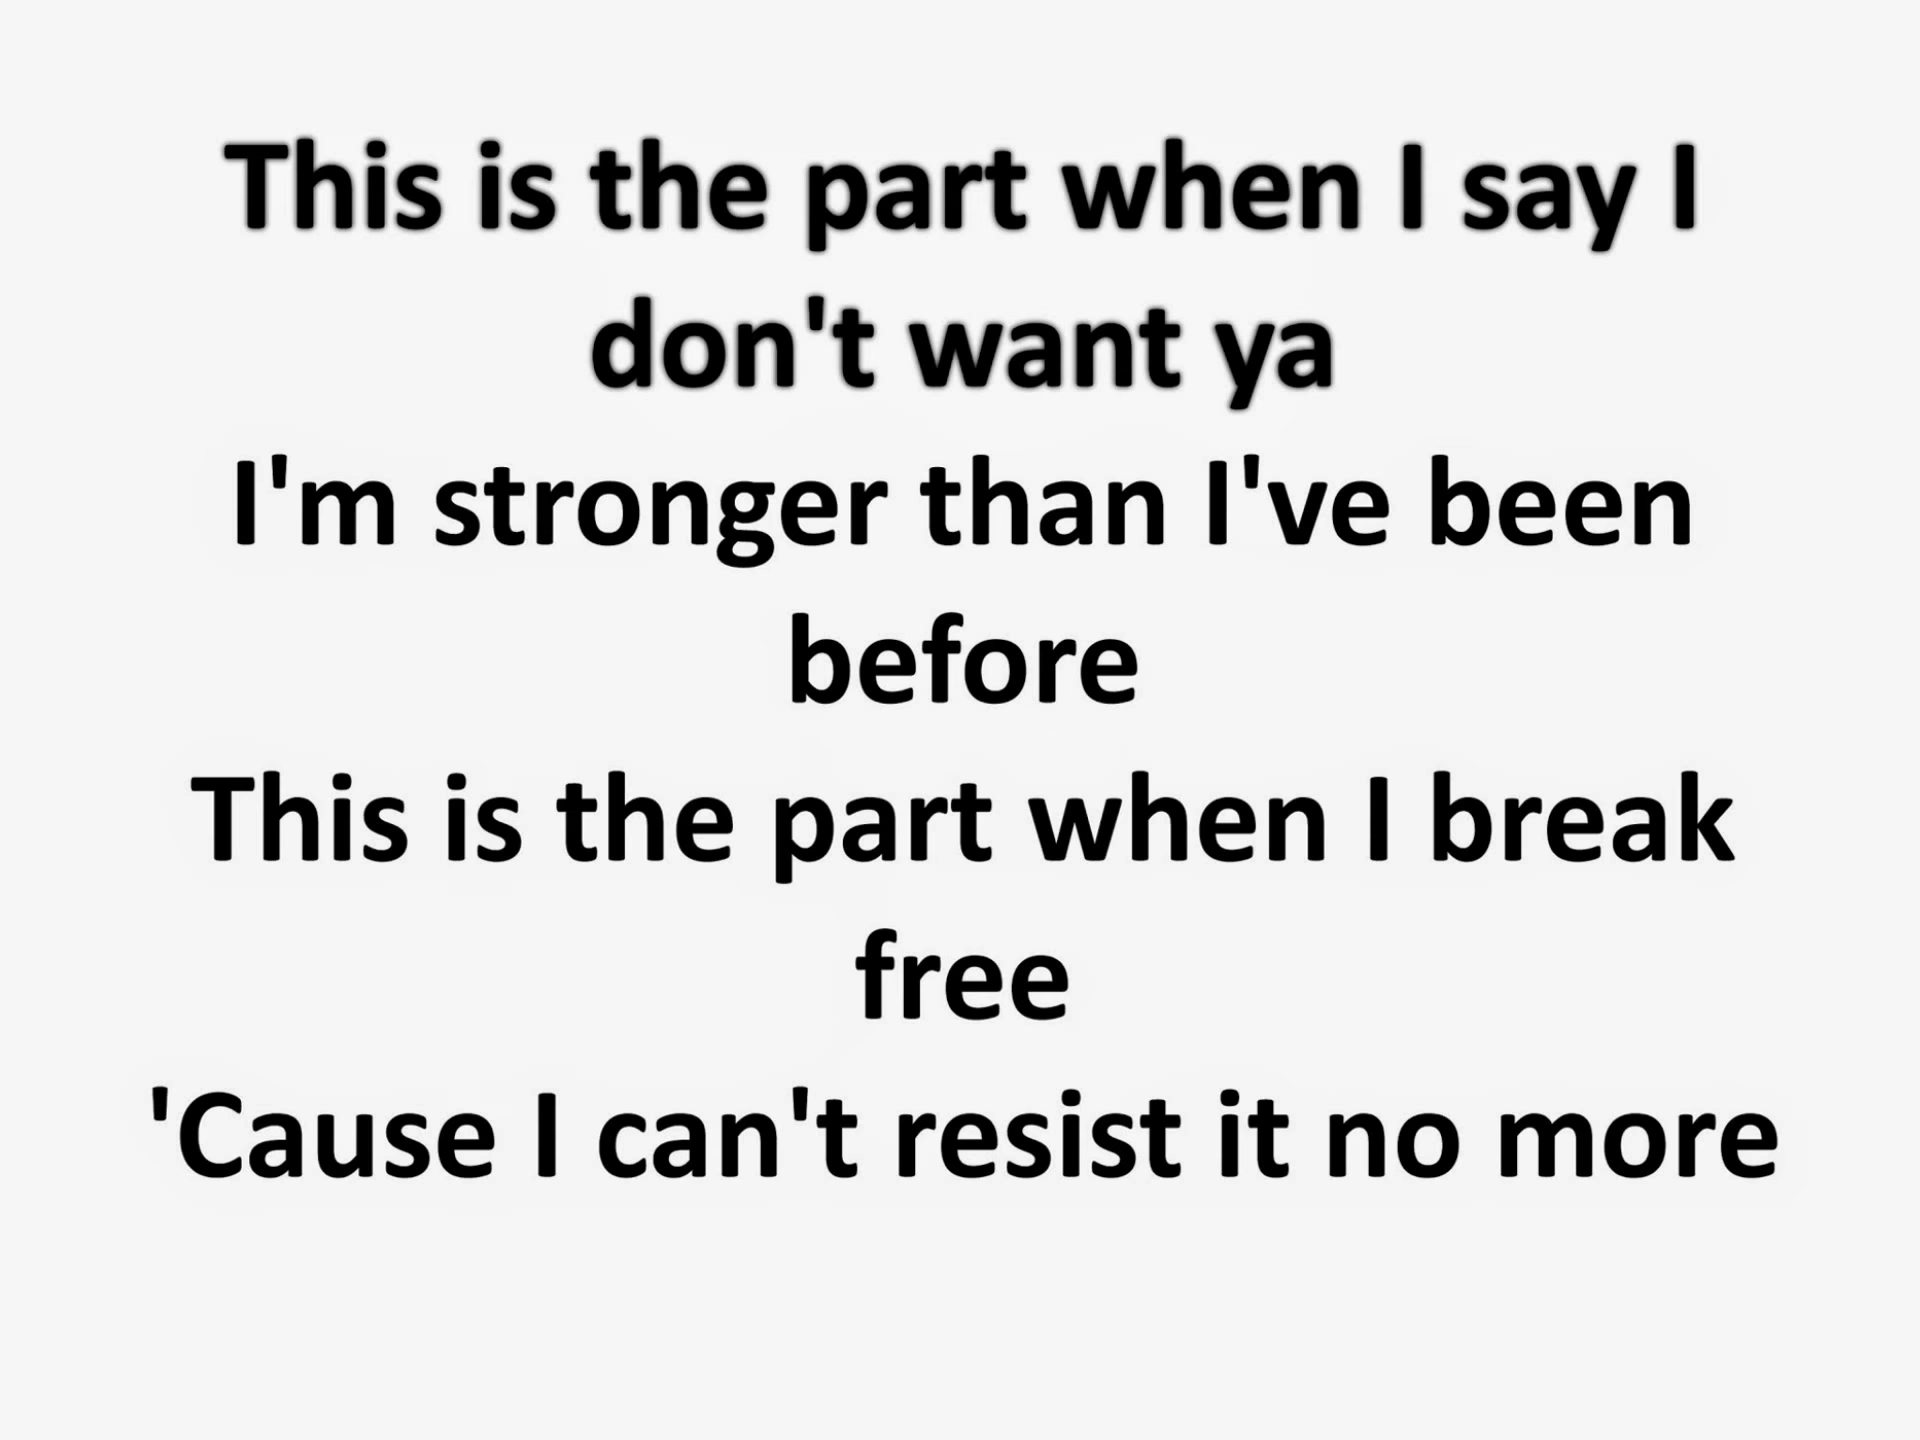 This is the part when I say I
don't want ya
I'm stronger than I've been
before
This is the part when I break
free
'Cause I can't resist it no more